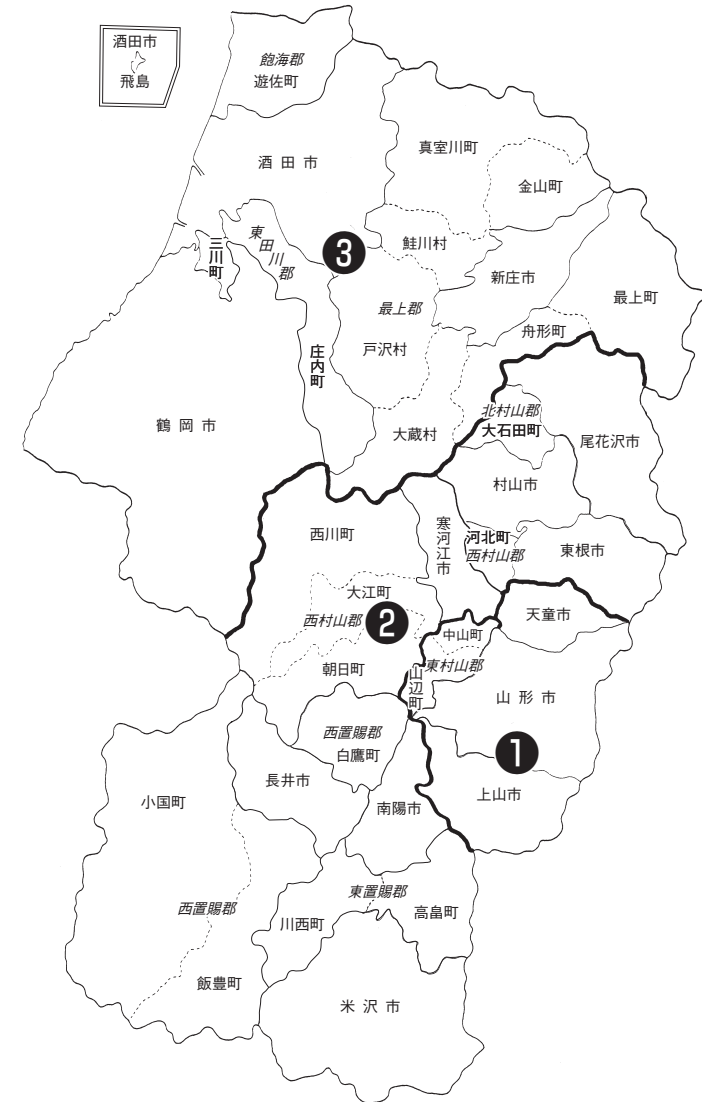 酒田市
飛島
飽海郡
遊佐町
酒田市
真室川町
金山町
三川町
東田川郡
3
鮭川村
新庄市
最上町
最上郡
舟形町
庄内町
戸沢村
鶴岡市
大蔵村
北村山郡
大石田町
尾花沢市
村山市
西川町
寒河江市
河北町
西村山郡
東根市
大江町
西村山郡
2
天童市
中山町
東村山郡
朝日町
山辺町
山形市
1
西置賜郡
白鷹町
長井市
小国町
南陽市
上山市
西置賜郡
東置賜郡
川西町
高畠町
飯豊町
米沢市